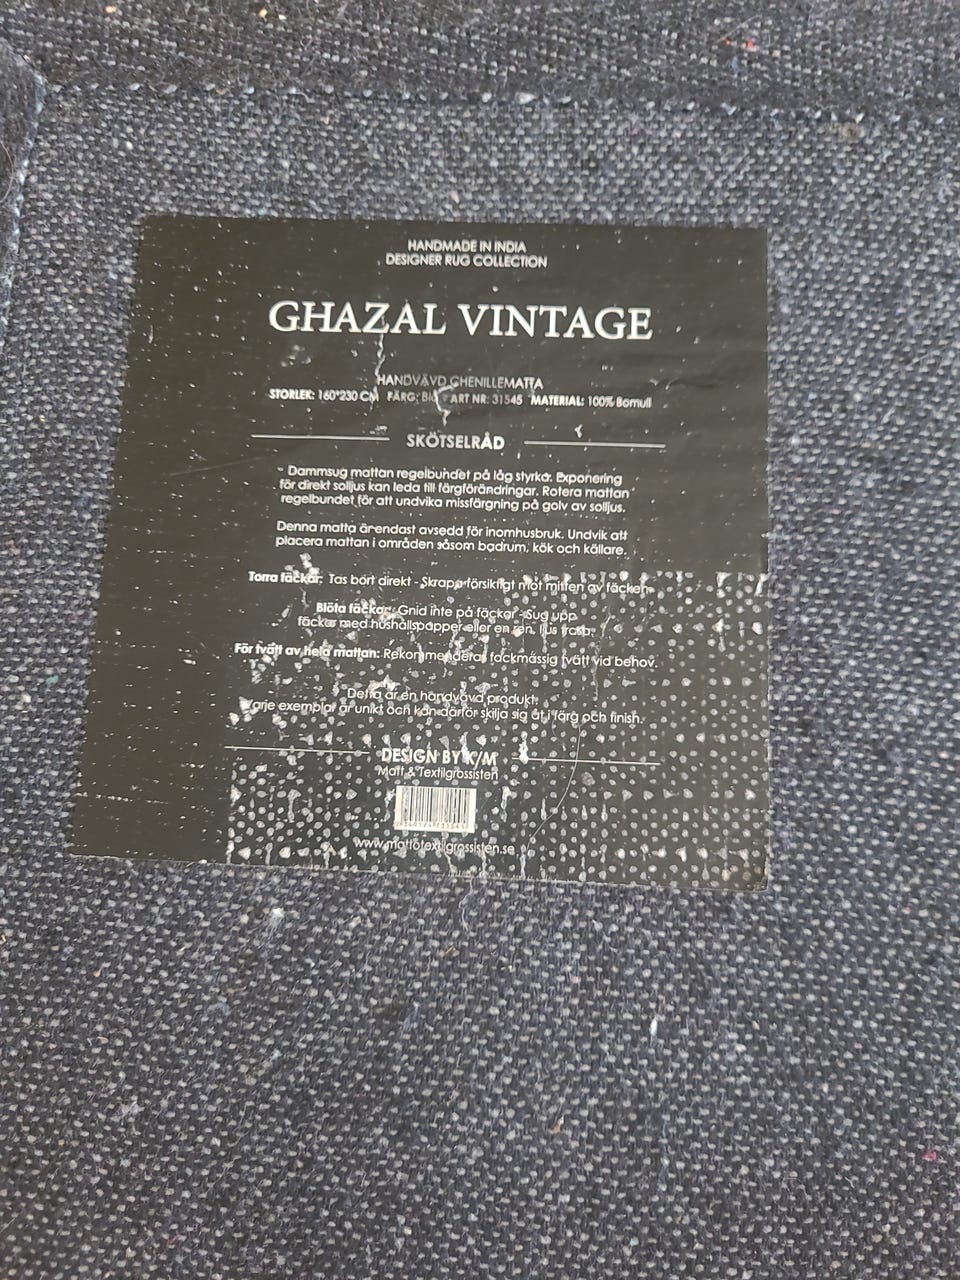 HANDMADE IN INDIA
DESIGNER RUG COLLECTION
GHAZAL VINTAGE
HANDVÄVD CHENILLEMATTA
STORLEK: 160*230 CM FÄRG: ART NR: 31545 MATERIAL: 100% Bomull
SKÖTSELRÅD
- Dammsug mattan regelbundet på låg styrka. Exponering
för direkt solljus kan leda till färgförändringar. Rotera mattan
regelbundet för att undvika missfärgning på golv av solljus.
Denna matta är endast avsedd för inomhusbruk. Undvik att
placera mattan i områden såsom badrum, kök och källare.
Torra fäckar: Tas bort direkt - Skrapa försiktigt mot mitten av fäcken
Blöta fäckar: Gnid inte på fäckar - Sug upp
fäckar med hushållspapper eller en ren, ljus trasa.
För tvätt av hela mattan: Rekommenderas fackmässig tvätt vid behov.
Detta är en handvävd produkt.
Varje exemplar är unikt och kan därför skilja sig åt i färg och finish.
DESIGN BY K/M
Matt & Textilgrossisten
www.mattotextilgrossisten.se